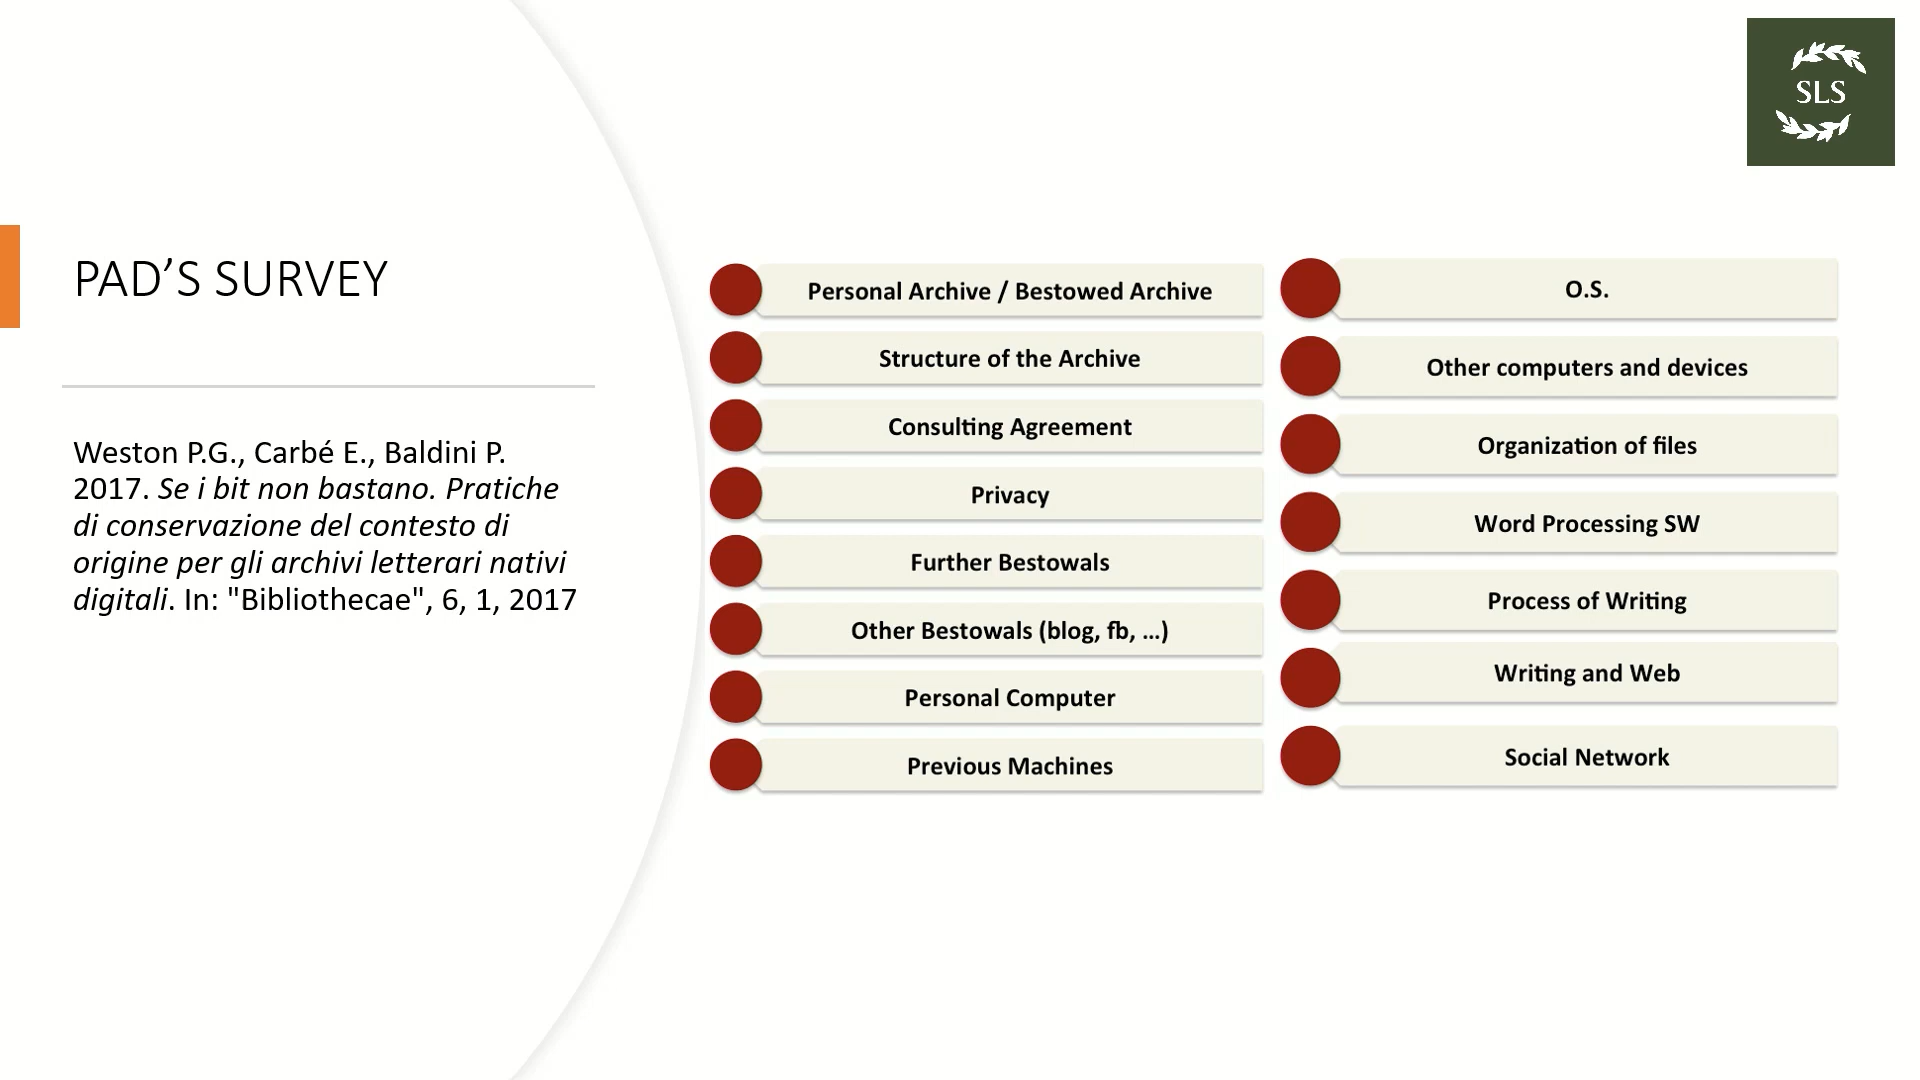 SLS
PAD’S SURVEY
Weston P.G., Carbé E., Baldini P.
2017. Se i bit non bastano. Pratiche
di conservazione del contesto di
origine per gli archivi letterari nativi
digitali. In: "Bibliothecae", 6, 1, 2017
Personal Archive / Bestowed Archive
Structure of the Archive
Consulting Agreement
Privacy
Further Bestowals
Other Bestowals (blog, fb, ...)
Personal Computer
Previous Machines
O.S.
Other computers and devices
Organization of files
Word Processing SW
Process of Writing
Writing and Web
Social Network